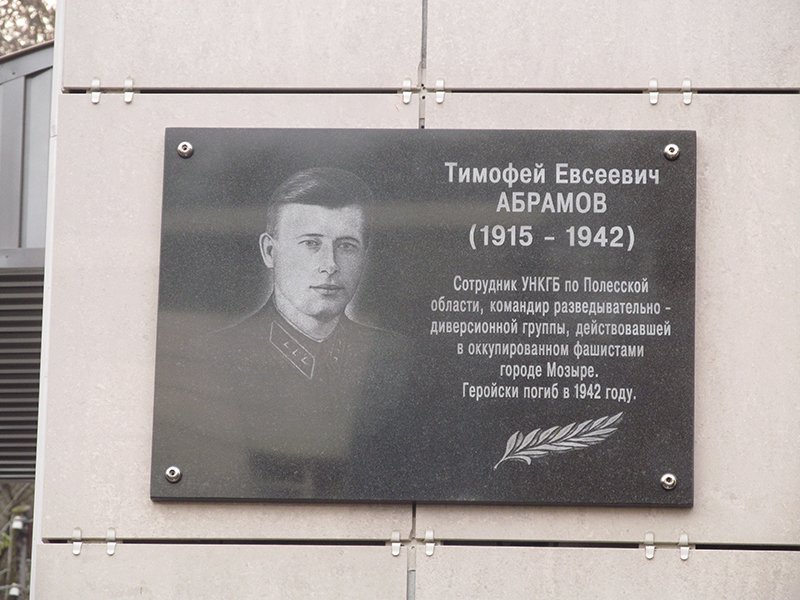 Тимофей Евсеевич
АБРАМОВ
(1915 - 1942)
Сотрудник УНКГБ по Полесской
области, командир разведывательно -
диверсионной группы, действовавшей
в оккупированном фашистами
городе Мозыре.
Геройски погиб в 1942 году.